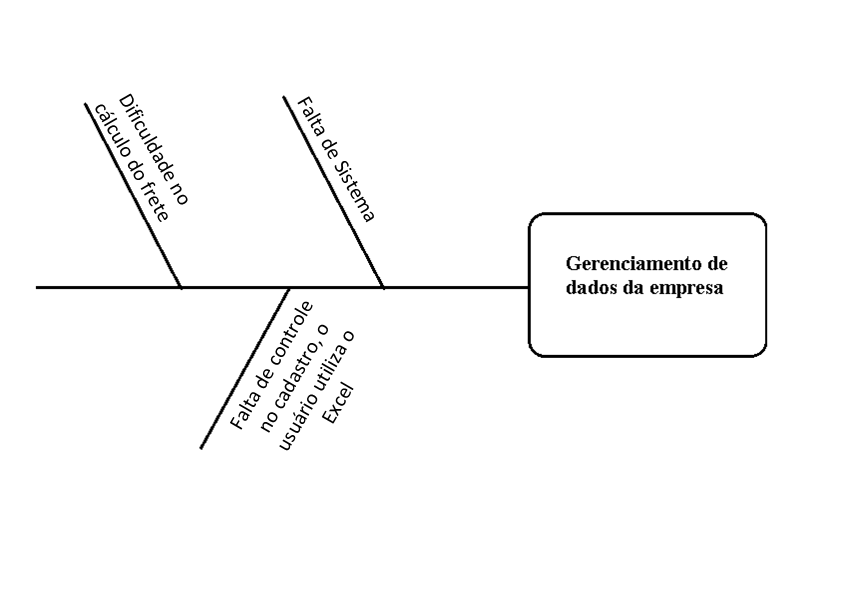 Dificuldade no
cálculo do frete
Falta de Sistema
Gerenciamento de
dados da empresa
Falta de controle
no cadastro, o
usuário utiliza o
Excel